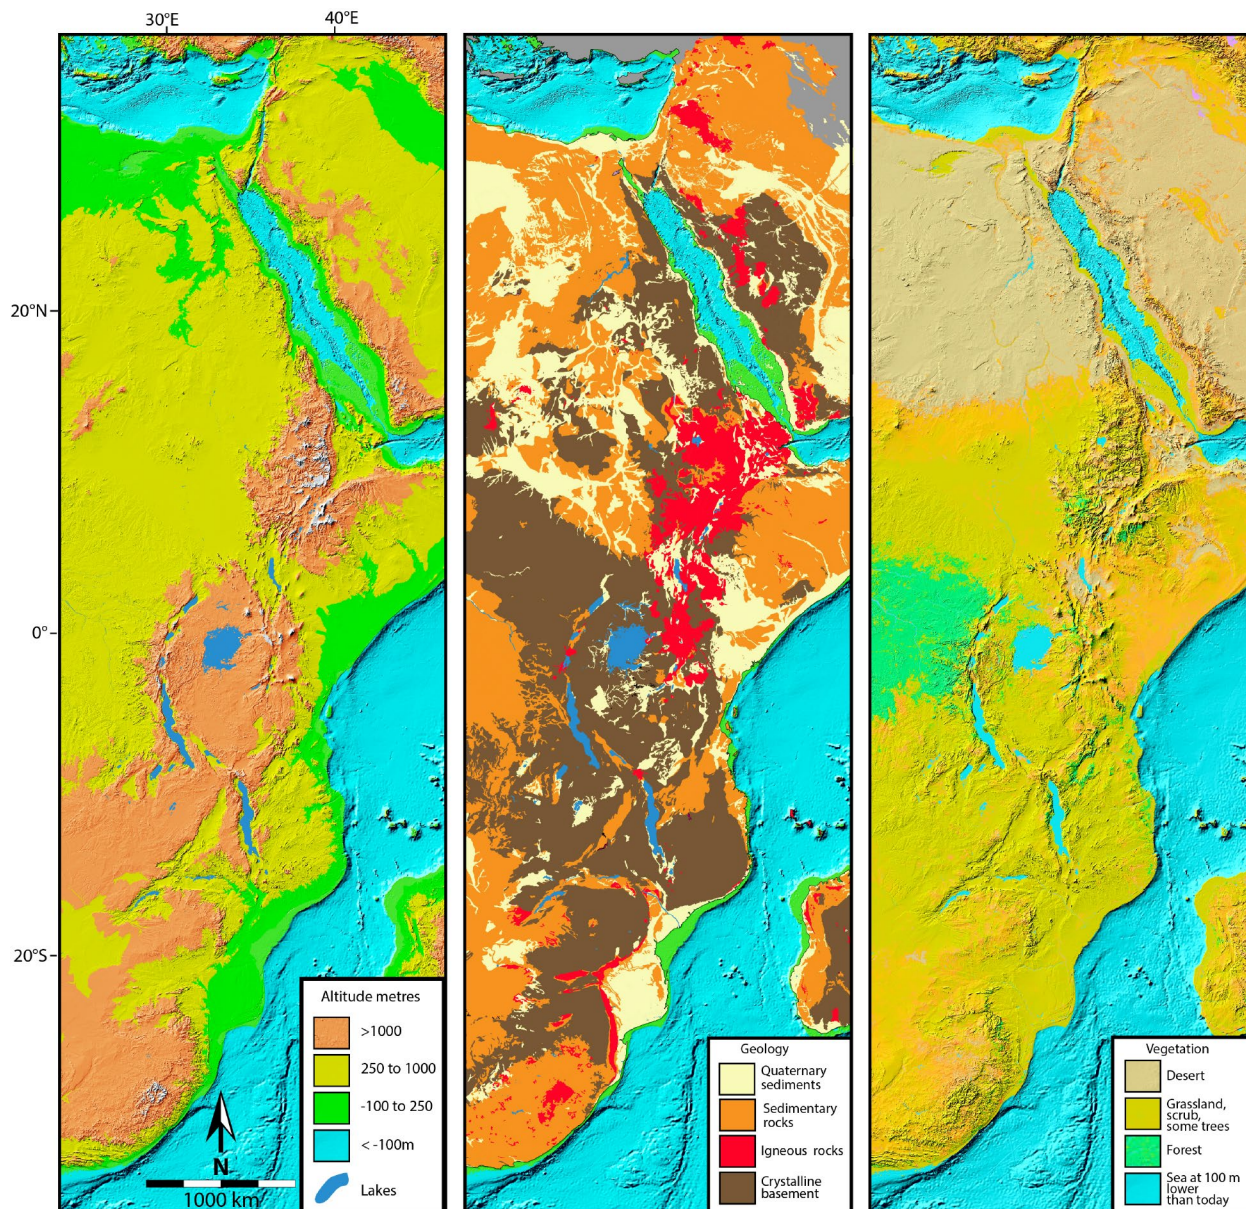 30°E 40°E
20°N
0°
20°S
Altitude metres
>1000
250 to 1000
-100 to 250
< -100m
Lakes
N
1000 km
Geology
Quaternary
sediments
Sedimentary
rocks
Igneous rocks
Crystalline
basement
Vegetation
Desert
Grassland,
scrub,
some trees
Forest
Sea at 100 m
lower
than today